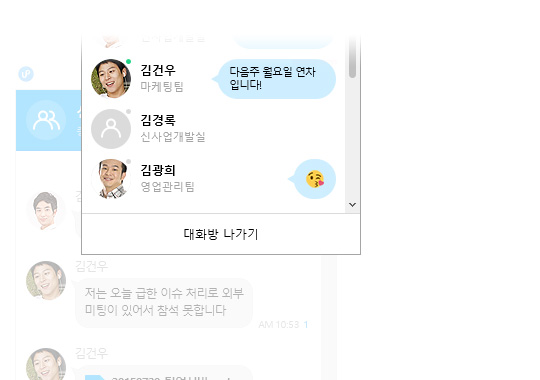 김건우
마케팅팀
다음주 월요일 연차
입니다!
김경록
신사업개발실
김광희
영업관리팀
대화방 나가기
김건우
저는 오늘 급한 이슈 처리로 외부
미팅이 있어서 참석 못합니다
AM 10:53 1
김건우